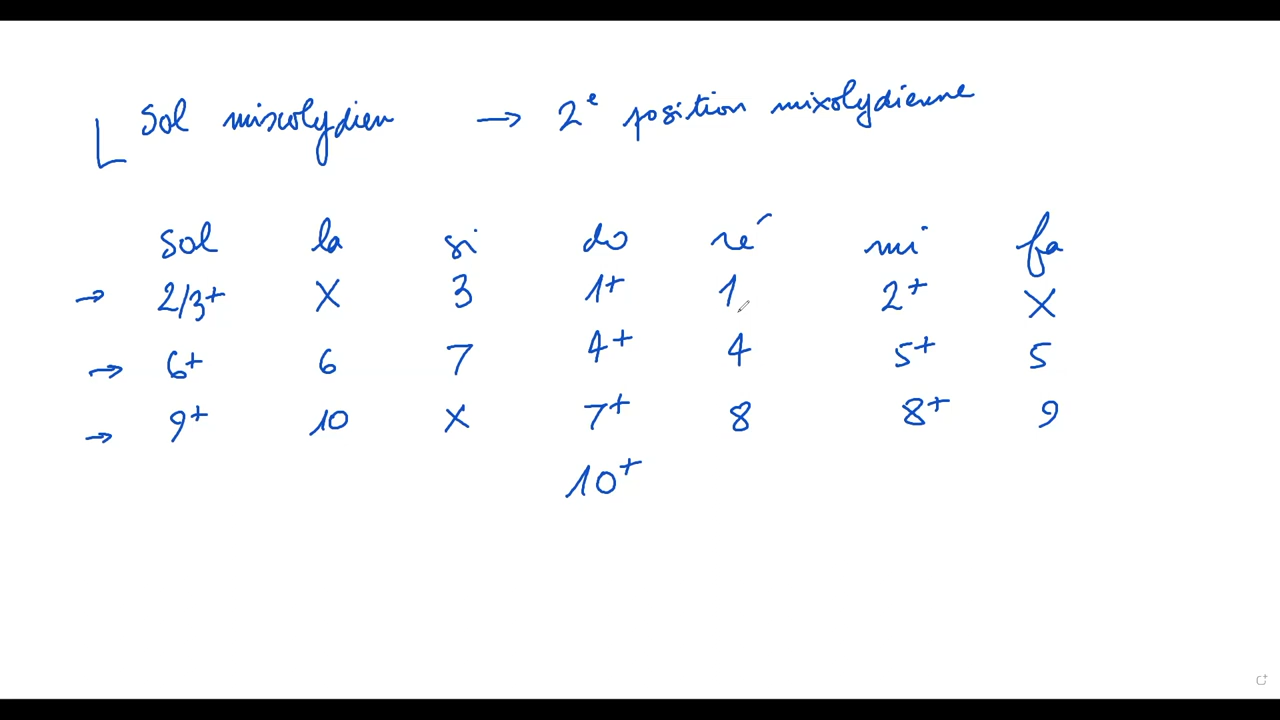 Sol mixolydien → 2e position mixolydienne
sol la si do ré mi fa
→ 2/3+ X 3 1+ 1 2+ X
→ 6+ 6 7 4+ 4 5+ 5
→ 9+ 10 X 7+ 8 8+ 9
10+